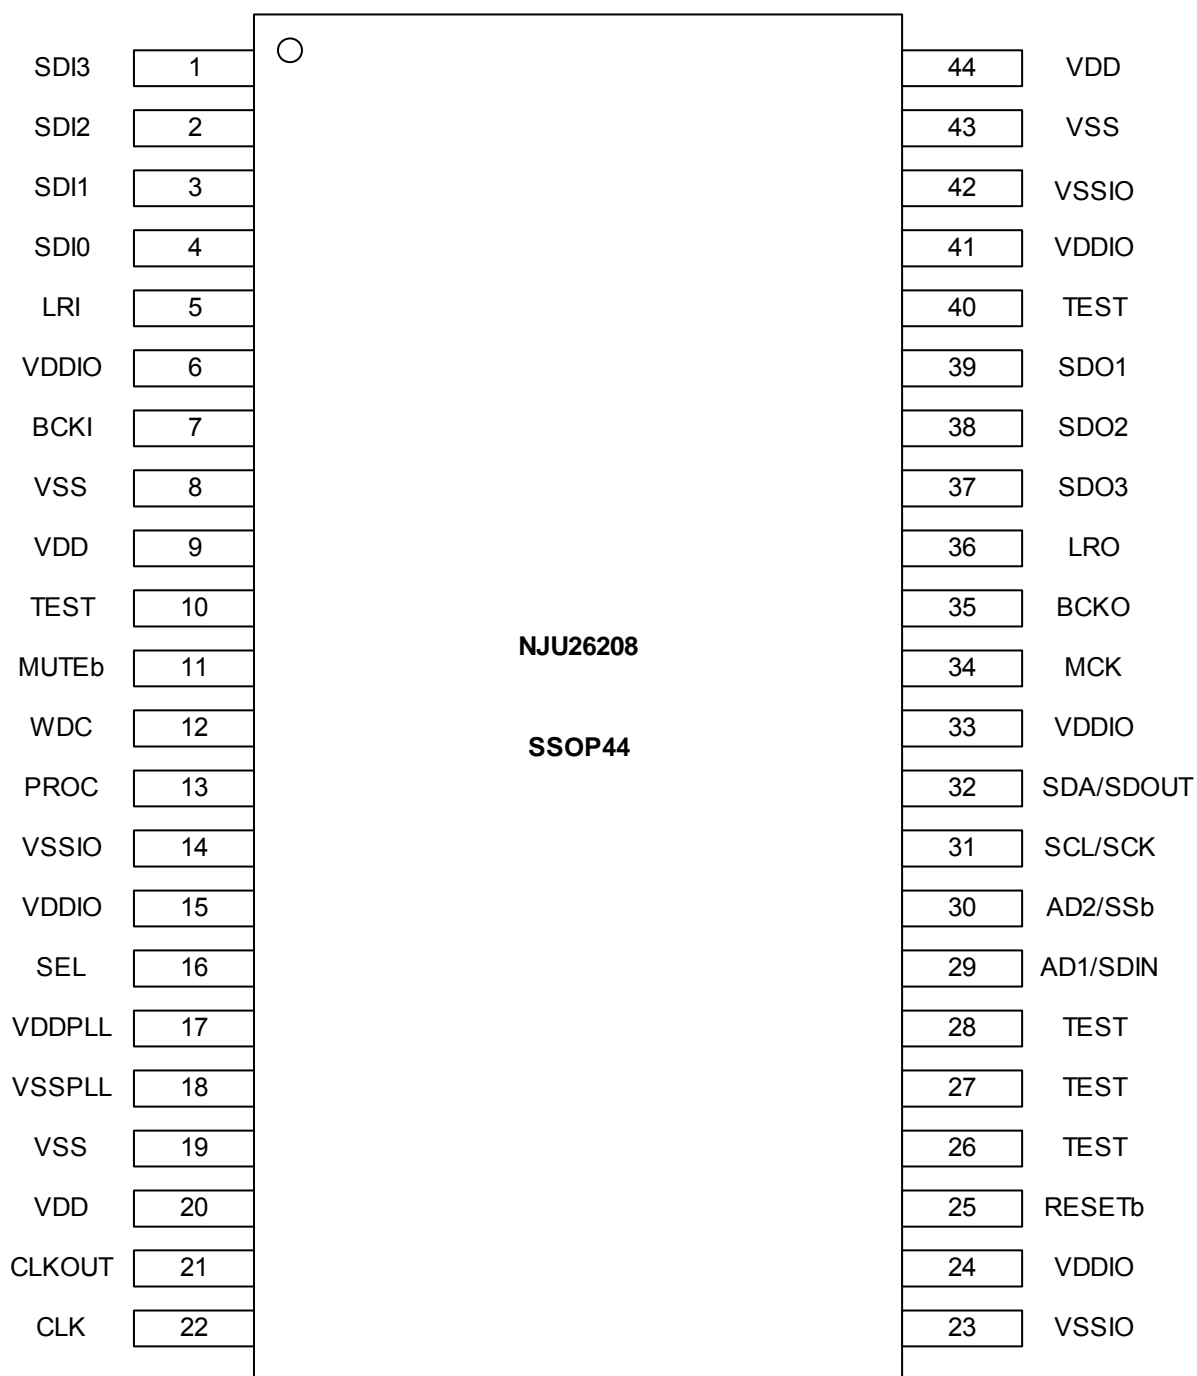 SDI3 1 44 VDD
SDI2 2 43 VSS
SDI1 3 42 VSSIO
SDI0 4 41 VDDIO
LRI 5 40 TEST
VDDIO 6 39 SDO1
BCKI 7 38 SDO2
VSS 8 37 SDO3
VDD 9 36 LRO
TEST 10 35 BCKO
NJU26208
MUTEb 11 34 MCK
WDC 12 33 VDDIO
SSOP44
PROC 13 32 SDA/SDOUT
VSSIO 14 31 SCL/SCK
VDDIO 15 30 AD2/SSb
SEL 16 29 AD1/SDIN
VDDPLL 17 28 TEST
VSSPLL 18 27 TEST
VSS 19 26 TEST
VDD 20 25 RESETb
CLKOUT 21 24 VDDIO
CLK 22 23 VSSIO